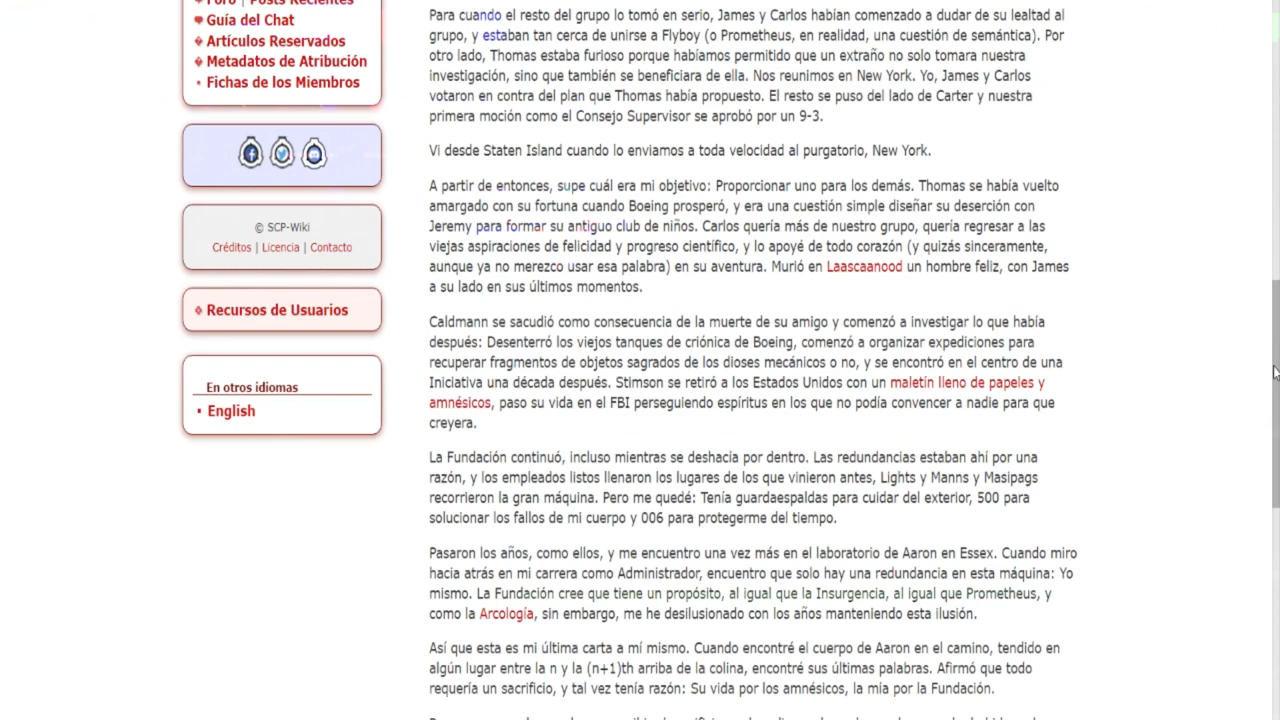 Foro | Posts Recientes
Guía del Chat
Artículos Reservados
Metadatos de Atribución
Fichas de los Miembros
© SCP-Wiki
Créditos | Licencia | Contacto
Recursos de Usuarios
En otros idiomas
English
Para cuando el resto del grupo lo tomó en serio, James y Carlos habían comenzado a dudar de su lealtad al
grupo, y estaban tan cerca de unirse a Flyboy (o Prometheus, en realidad, una cuestión de semántica). Por
otro lado, Thomas estaba furioso porque habíamos permitido que un extraño no solo tomara nuestra
investigación, sino que también se beneficiara de ella. Nos reunimos en New York. Yo, James y Carlos
votaron en contra del plan que Thomas había propuesto. El resto se puso del lado de Carter y nuestra
primera moción como el Consejo Supervisor se aprobó por un 9-3.
Vi desde Staten Island cuando lo enviamos a toda velocidad al purgatorio, New York.
A partir de entonces, supe cuál era mi objetivo: Proporcionar uno para los demás. Thomas se había vuelto
amargado con su fortuna cuando Boeing prosperó, y era una cuestión simple diseñar su deserción con
Jeremy para formar su antiguo club de niños. Carlos quería más de nuestro grupo, quería regresar a las
viejas aspiraciones de felicidad y progreso científico, y lo apoyé de todo corazón (y quizás sinceramente,
aunque ya no merezco usar esa palabra) en su aventura. Murió en Laascaanood un hombre feliz, con James
a su lado en sus últimos momentos.
Caldmann se sacudió como consecuencia de la muerte de su amigo y comenzó a investigar lo que había
después: Desenterró los viejos tanques de criónica de Boeing, comenzó a organizar expediciones para
recuperar fragmentos de objetos sagrados de los dioses mecánicos o no, y se encontró en el centro de una
Iniciativa una década después. Stimson se retiró a los Estados Unidos con un maletín lleno de papeles y
amnésicos, paso su vida en el FBI perseguiendo espíritus en los que no podía convencer a nadie para que
creyera.
La Fundación continuó, incluso mientras se deshacía por dentro. Las redundancias estaban ahí por una
razón, y los empleados listos llenaron los lugares de los que vinieron antes, Lights y Manns y Masipags
recorrieron la gran máquina. Pero me quedé: Tenía guardaespaldas para cuidar del exterior, 500 para
solucionar los fallos de mi cuerpo y 006 para protegerme del tiempo.
Pasaron los años, como ellos, y me encuentro una vez más en el laboratorio de Aaron en Essex. Cuando miro
hacia atrás en mi carrera como Administrador, encuentro que solo hay una redundancia en esta máquina: Yo
mismo. La Fundación cree que tiene un propósito, al igual que la Insurgencia, al igual que Prometheus, y
como la Arcología, sin embargo, me he desilusionado con los años manteniendo esta ilusión.
Así que esta es mi última carta a mí mismo. Cuando encontré el cuerpo de Aaron en el camino, tendido en
algún lugar entre la n y la (n+1)th arriba de la colina, encontré sus últimas palabras. Afirmó que todo
requería un sacrificio, y tal vez tenía razón: Su vida por los amnésicos, la mía por la Fundación.